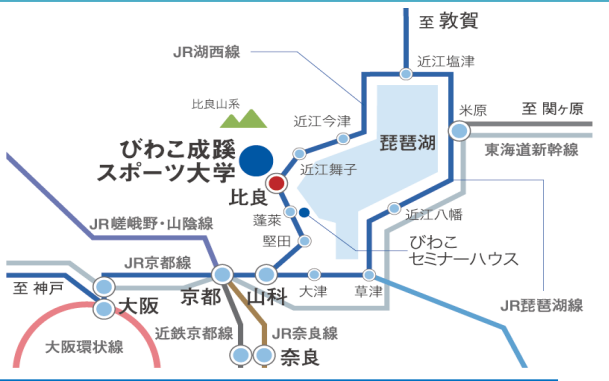 至 敦賀
JR湖西線
近江塩津
比良山系
近江今津
米原
至 関ヶ原
びわこ成蹊
スポーツ大学
琵琶湖
東海道新幹線
近江舞子
比良
蓬莱
近江八幡
JR嵯峨野・山陰線
堅田
びわこ
セミナーハウス
JR京都線
至 神戸
大阪
京都
山科
大津
草津
JR琵琶湖線
近鉄京都線
JR奈良線
大阪環状線
奈良